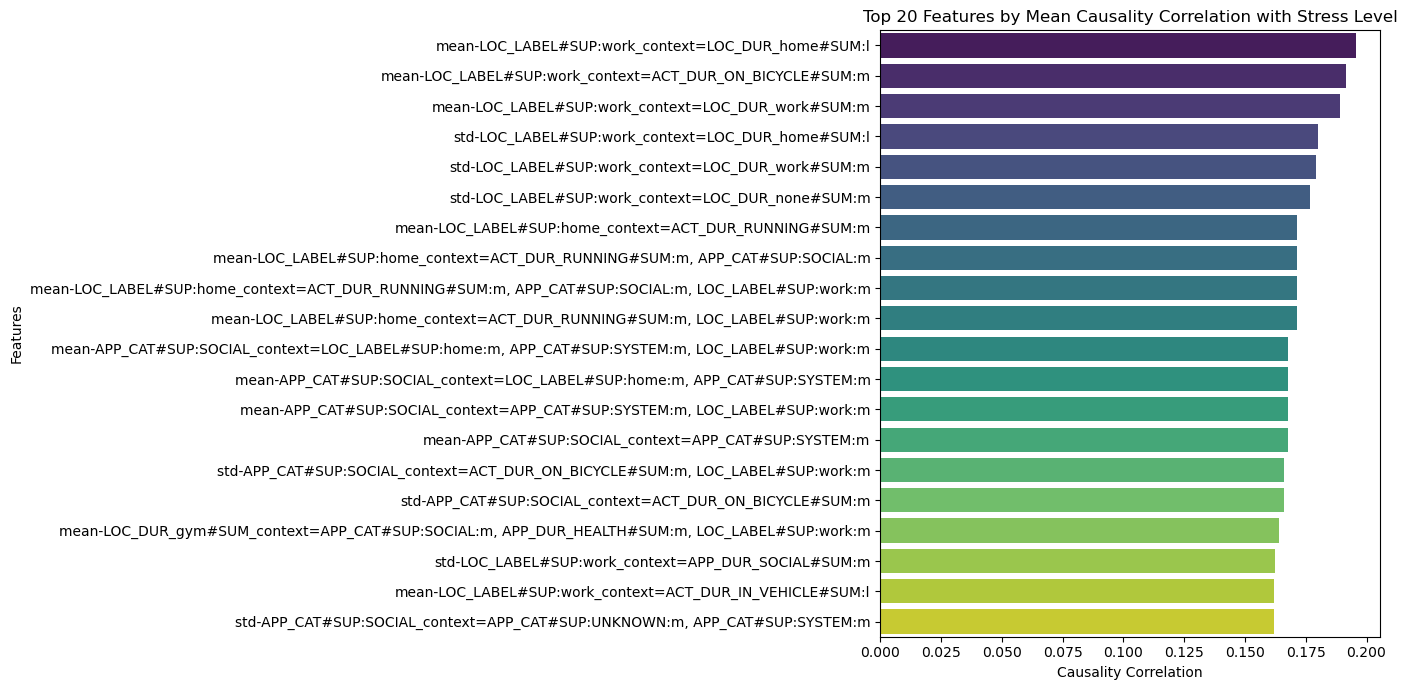 Top 20 Features by Mean Causality Correlation with Stress Level
mean-LOC_LABEL#SUP:work_context=LOC_DUR_home#SUM:l
mean-LOC_LABEL#SUP:work_context=ACT_DUR_ON_BICYCLE#SUM:m
mean-LOC_LABEL#SUP:work_context=LOC_DUR_work#SUM:m
std-LOC_LABEL#SUP:work_context=LOC_DUR_home#SUM:l
std-LOC_LABEL#SUP:work_context=LOC_DUR_work#SUM:m
std-LOC_LABEL#SUP:work_context=LOC_DUR_none#SUM:m
mean-LOC_LABEL#SUP:home_context=ACT_DUR_RUNNING#SUM:m
mean-LOC_LABEL#SUP:home_context=ACT_DUR_RUNNING#SUM:m, APP_CAT#SUP:SOCIAL:m
mean-LOC_LABEL#SUP:home_context=ACT_DUR_RUNNING#SUM:m, APP_CAT#SUP:SOCIAL:m, LOC_LABEL#SUP:work:m
mean-LOC_LABEL#SUP:home_context=ACT_DUR_RUNNING#SUM:m, LOC_LABEL#SUP:work:m
mean-APP_CAT#SUP:SOCIAL_context=LOC_LABEL#SUP:home:m, APP_CAT#SUP:SYSTEM:m, LOC_LABEL#SUP:work:m
mean-APP_CAT#SUP:SOCIAL_context=LOC_LABEL#SUP:home:m, APP_CAT#SUP:SYSTEM:m
mean-APP_CAT#SUP:SOCIAL_context=APP_CAT#SUP:SYSTEM:m, LOC_LABEL#SUP:work:m
mean-APP_CAT#SUP:SOCIAL_context=APP_CAT#SUP:SYSTEM:m
std-APP_CAT#SUP:SOCIAL_context=ACT_DUR_ON_BICYCLE#SUM:m, LOC_LABEL#SUP:work:m
std-APP_CAT#SUP:SOCIAL_context=ACT_DUR_ON_BICYCLE#SUM:m
mean-LOC_DUR_gym#SUM_context=APP_CAT#SUP:SOCIAL:m, APP_DUR_HEALTH#SUM:m, LOC_LABEL#SUP:work:m
std-LOC_LABEL#SUP:work_context=APP_DUR_SOCIAL#SUM:m
mean-LOC_LABEL#SUP:work_context=ACT_DUR_IN_VEHICLE#SUM:l
std-APP_CAT#SUP:SOCIAL_context=APP_CAT#SUP:UNKNOWN:m, APP_CAT#SUP:SYSTEM:m
Features
0.000 0.025 0.050 0.075 0.100 0.125 0.150 0.175 0.200
Causality Correlation